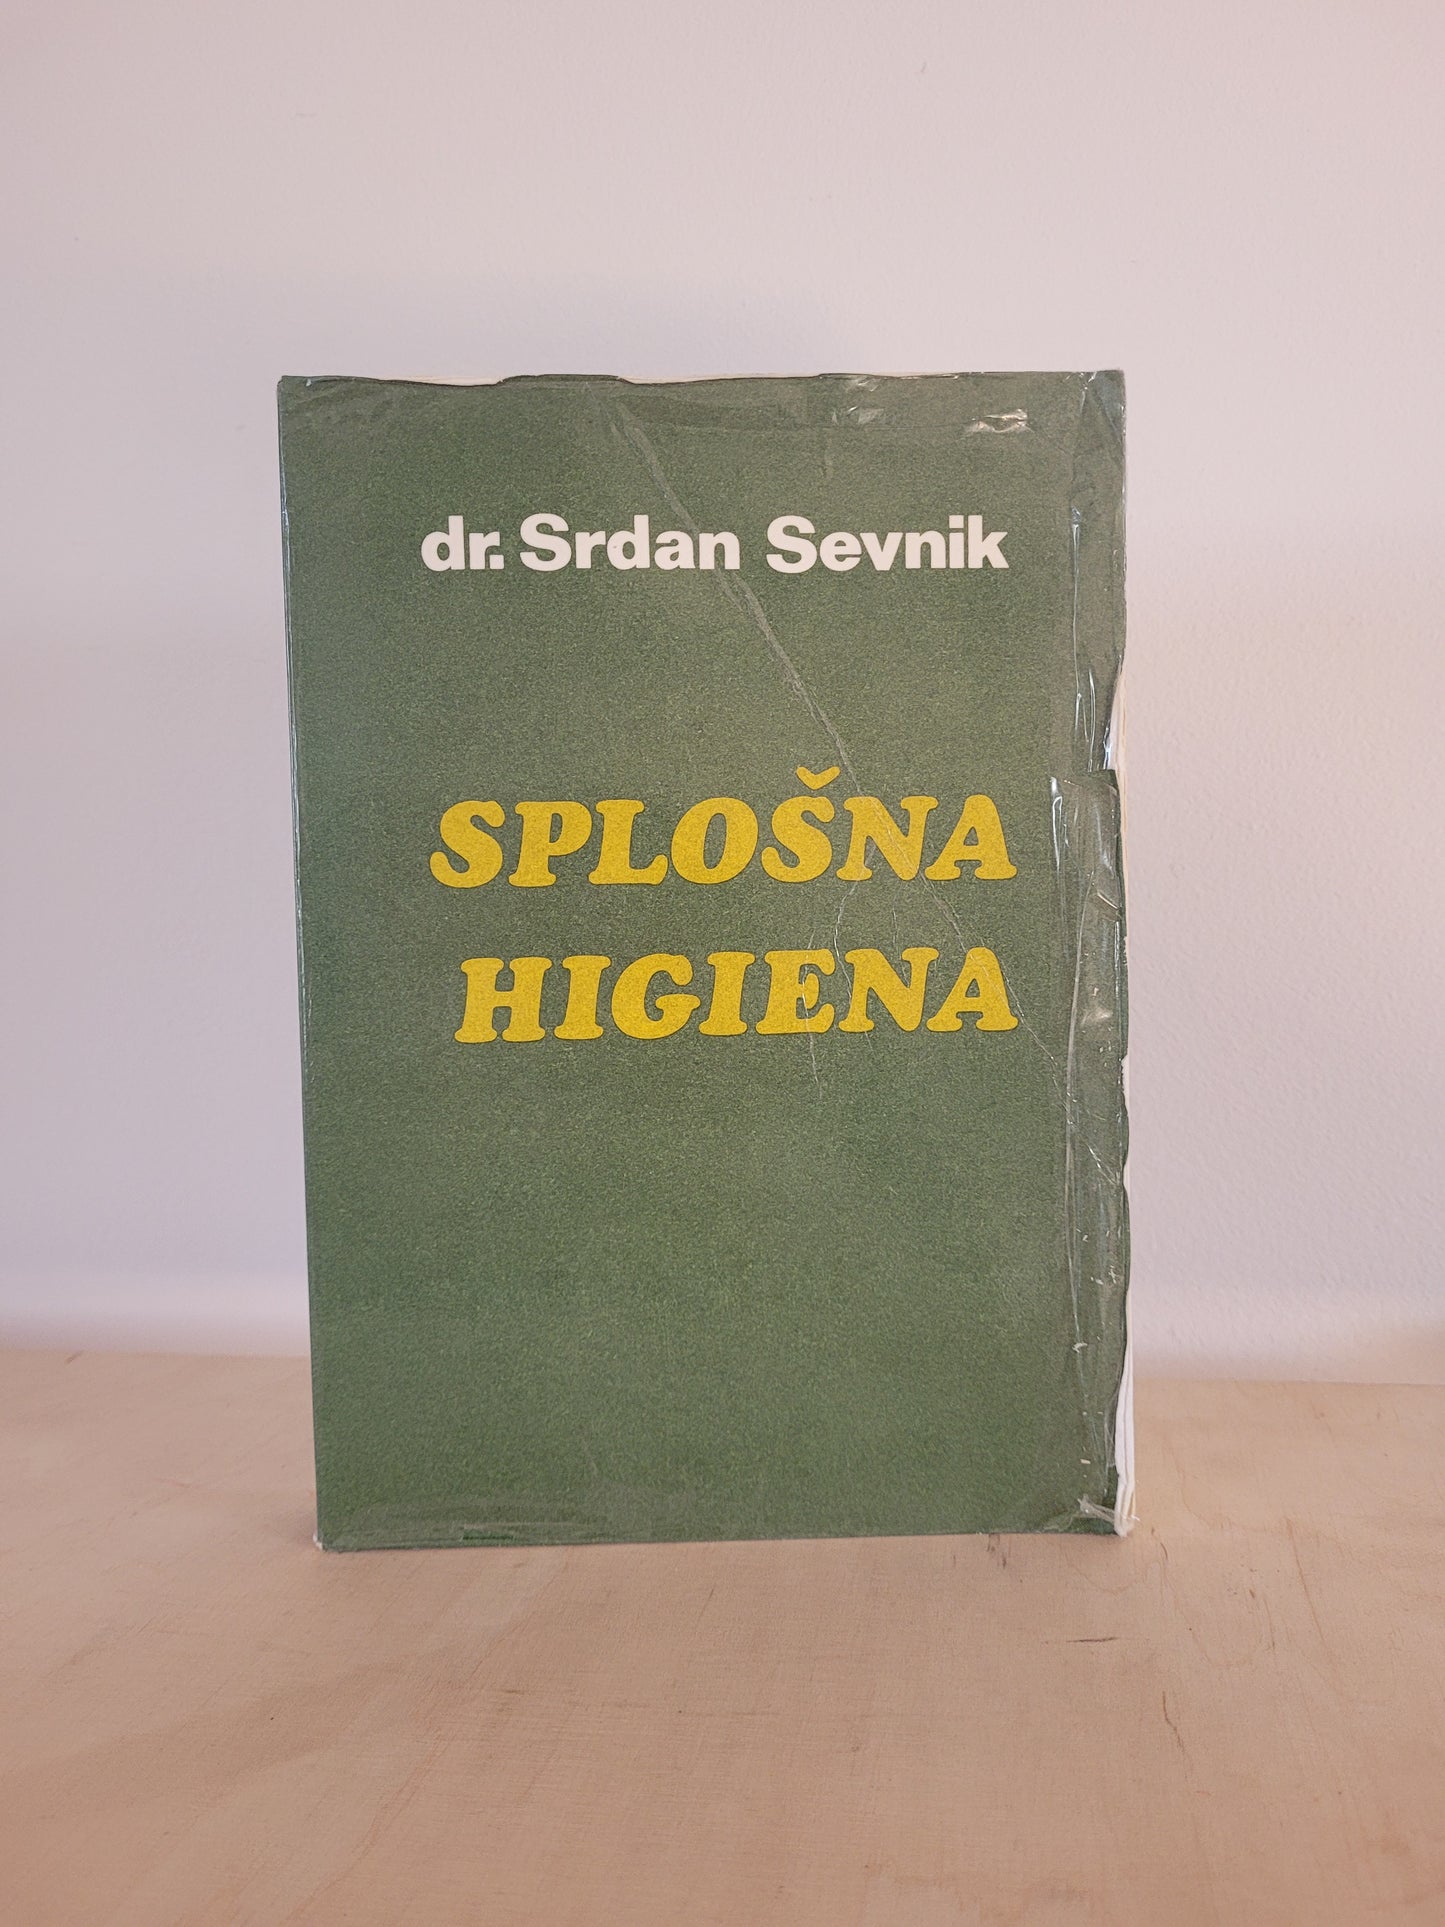 dr. Srdan Sevnik
SPLOŠNA
HIGIENA